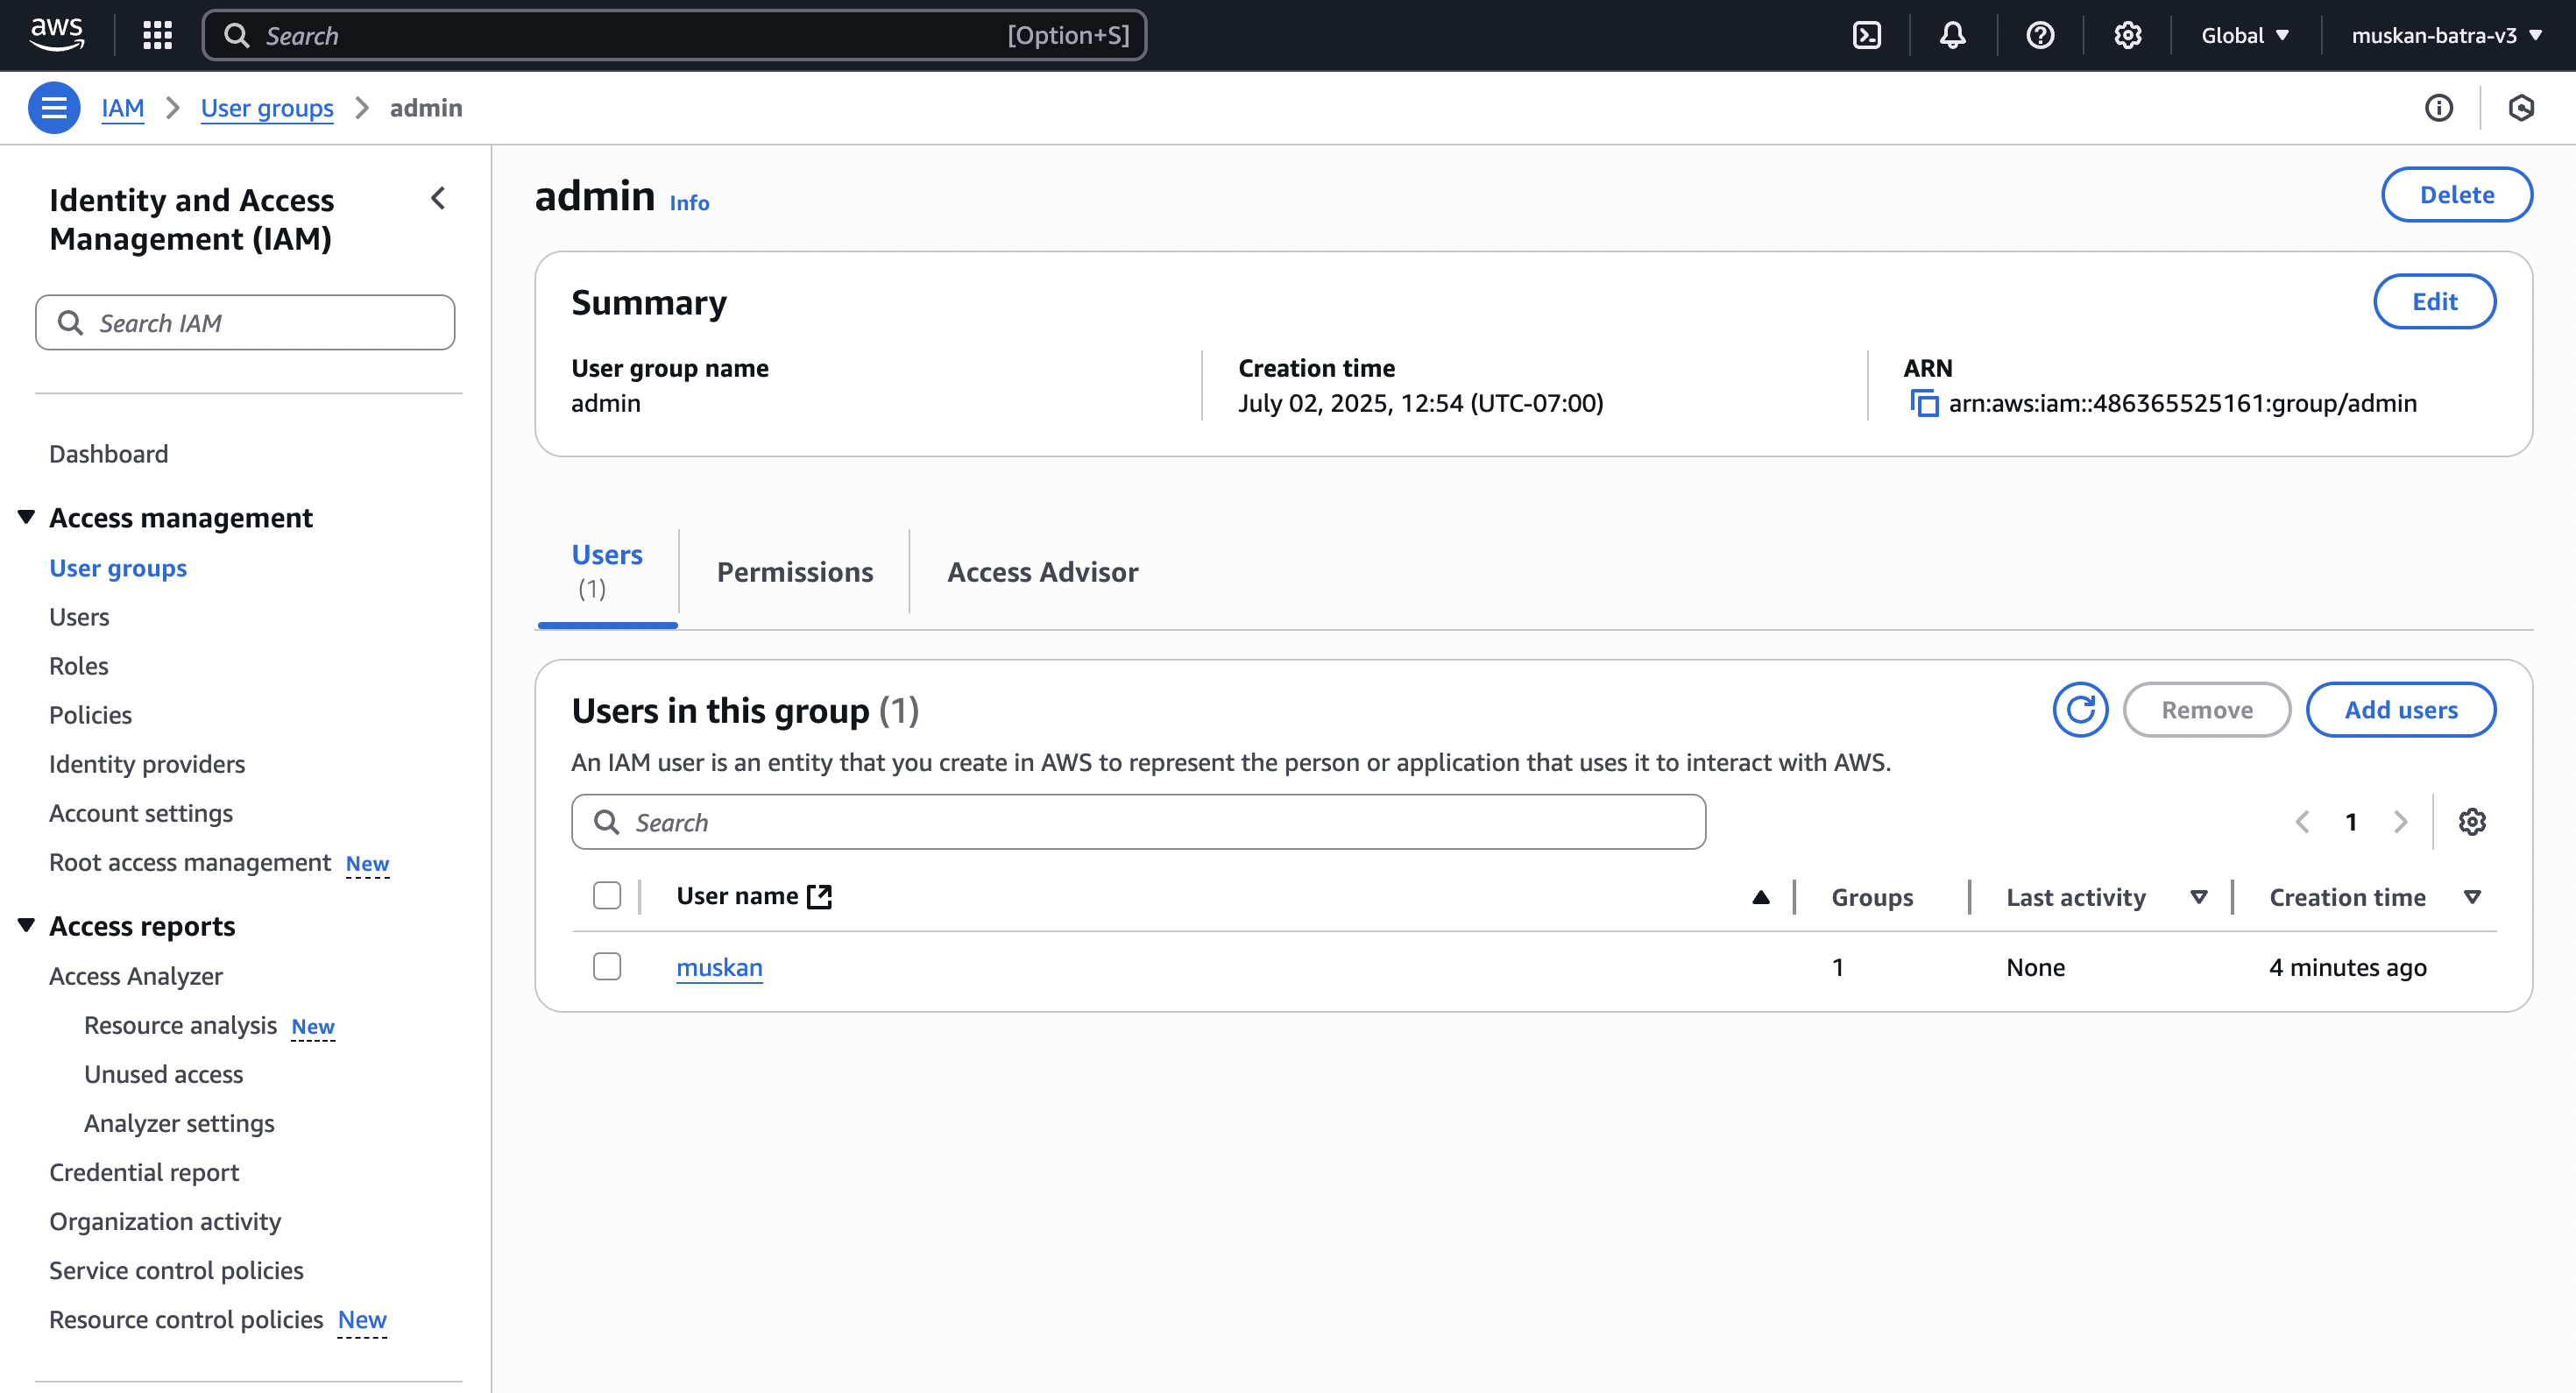 aws
Search [Option+S]
Global
muskan-batra-v3
IAM
User groups
admin
Identity and Access
Management (IAM)
Search IAM
Dashboard
Access management
User groups
Users
Roles
Policies
Identity providers
Account settings
Root access management New
Access reports
Access Analyzer
Resource analysis New
Unused access
Analyzer settings
Credential report
Organization activity
Service control policies
Resource control policies New
admin Info
Delete
Summary
Edit
User group name
admin
Creation time
July 02, 2025, 12:54 (UTC-07:00)
ARN
arn:aws:iam::486365525161:group/admin
Users
(1)
Permissions
Access Advisor
Users in this group (1)
Remove
Add users
An IAM user is an entity that you create in AWS to represent the person or application that uses it to interact with AWS.
Search
1
User name Groups Last activity Creation time
muskan 1 None 4 minutes ago